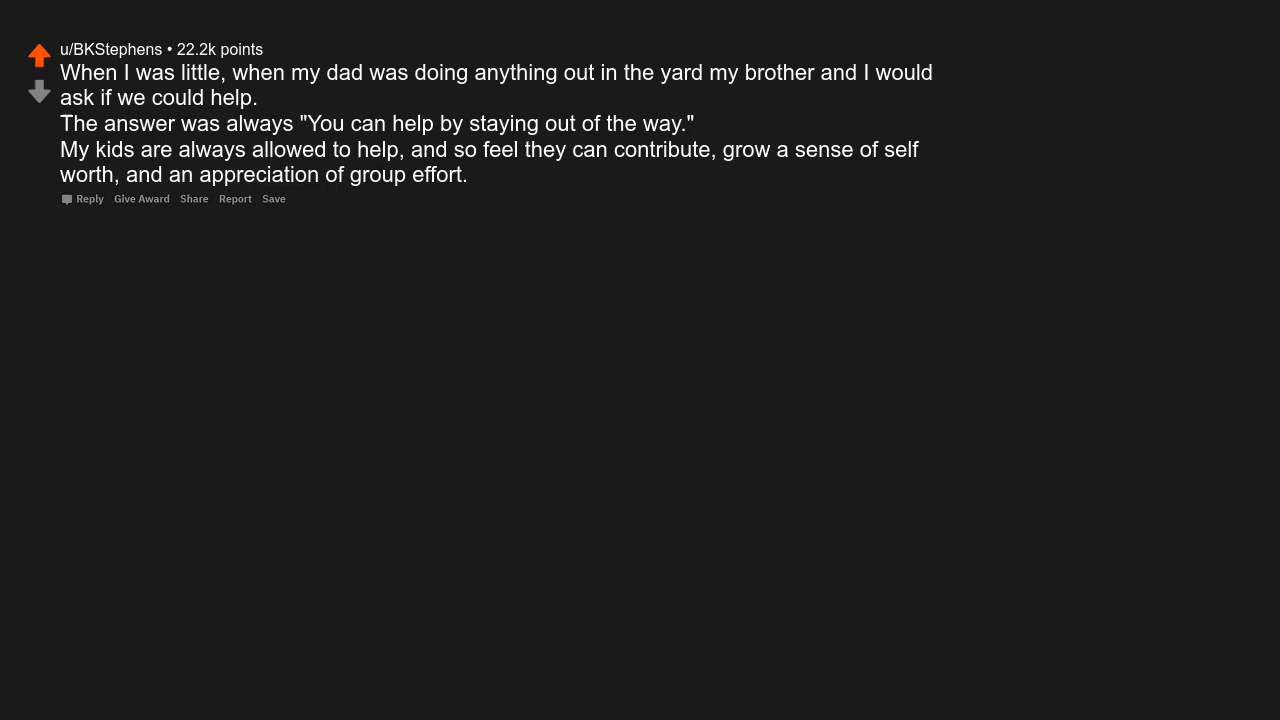 u/BKStephens • 22.2k points
When I was little, when my dad was doing anything out in the yard my brother and I would
ask if we could help.
The answer was always "You can help by staying out of the way."
My kids are always allowed to help, and so feel they can contribute, grow a sense of self
worth, and an appreciation of group effort.
Reply Give Award Share Report Save